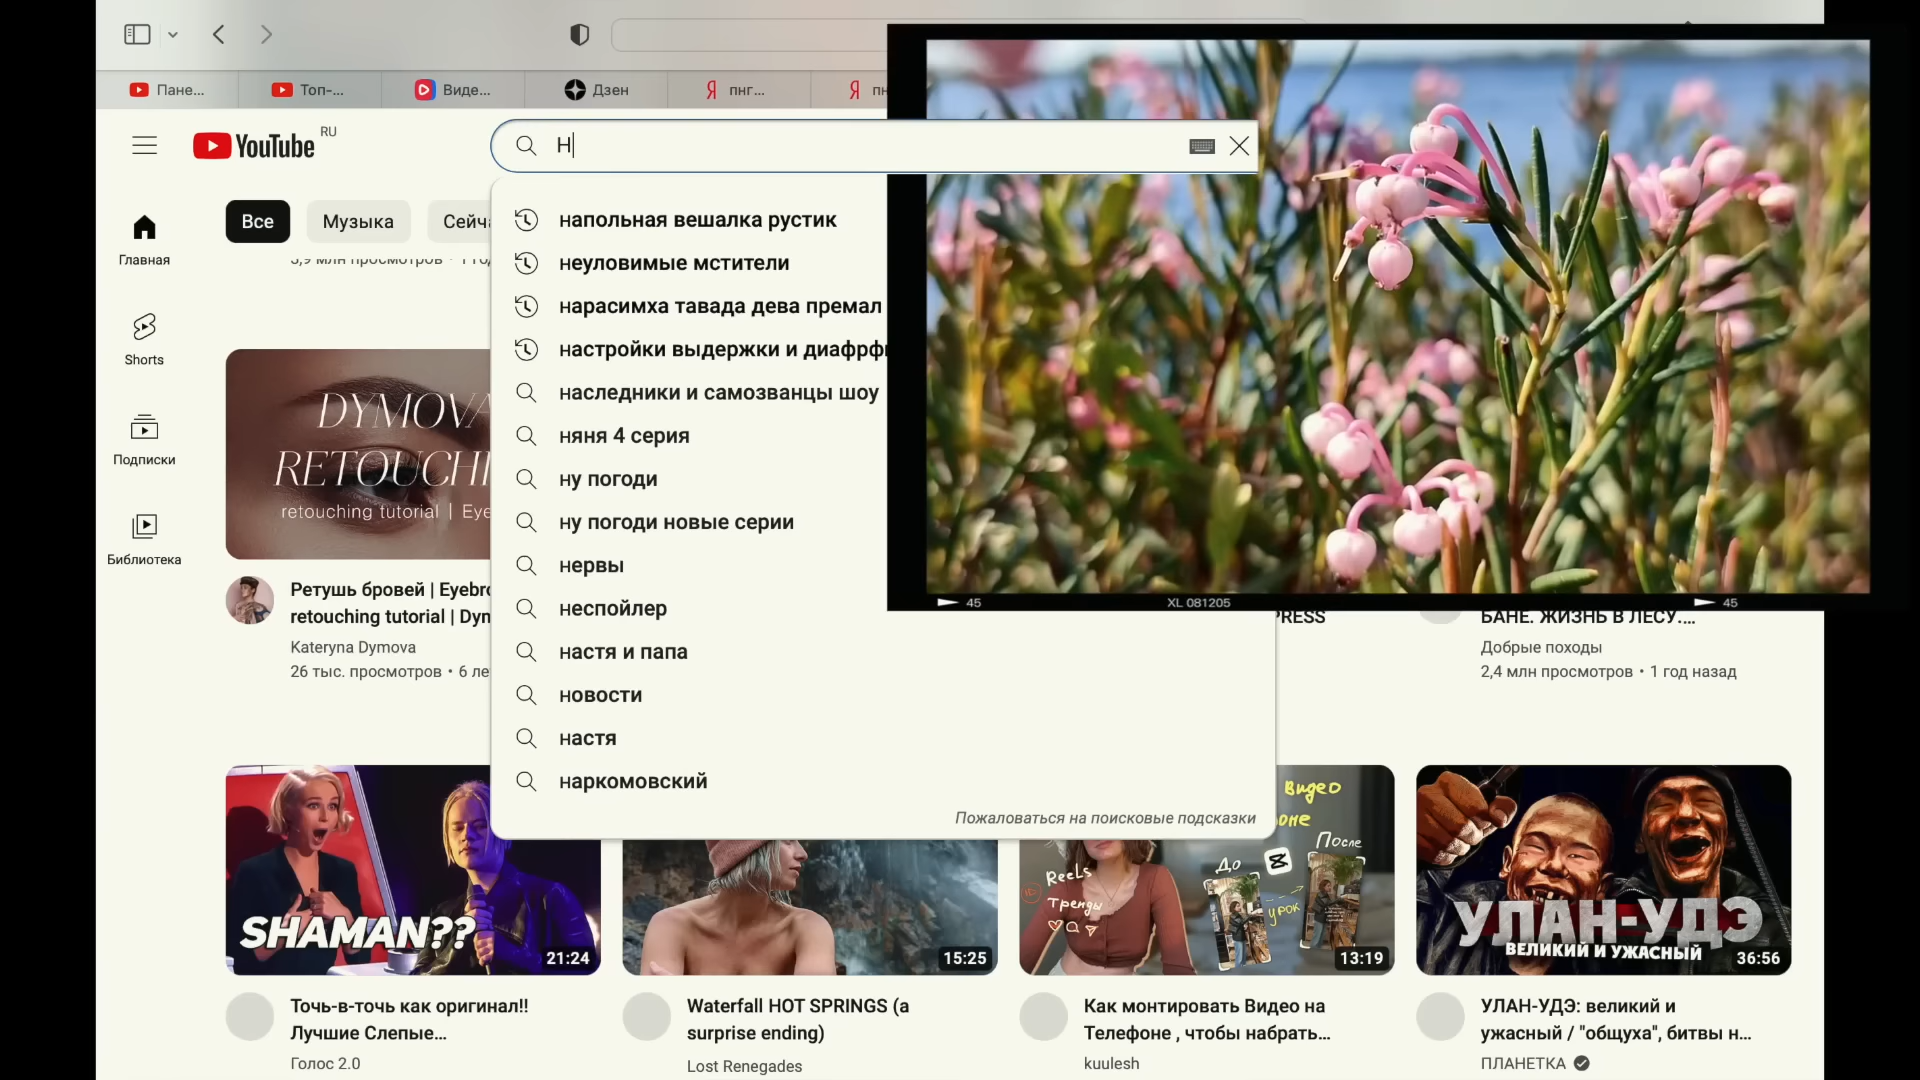 Пане...
Топ-...
Виде...
Дзен
пнг...
YouTube RU
Н
Все
Музыка
Главная
Shorts
Подписки
Библиотека
напольная вешалка рустик
неуловимые мстители
нарасимха тавада дева премал
наследники и самозванцы шоу
няня 4 серия
ну погоди
ну погоди новые серии
нервы
неспойлер
настя и папа
новости
настя
наркомовский
Пожаловаться на поисковые подсказки
45
XL 081205
45
retouching tutorial
Ретушь бровей |
retouching tutorial |
Kateryna Dymova
26 тыс. просмотров • 6
БАНЕ. ЖИЗНЬ В ЛЕСУ....
Добрые походы
2,4 млн просмотров • 1 год назад
SHAMAN??
21:24
Точь-в-точь как оригинал!!
Лучшие Слепые...
Голос 2.0
15:25
Waterfall HOT SPRINGS (a
surprise ending)
Lost Renegades
Видео
Reels
Тренды
До
После
урок
13:19
Как монтировать Видео на
Телефоне , чтобы набрать...
kuulesh
УЛАН-УДЭ
ВЕЛИКИЙ И УЖАСНЫЙ
36:56
УЛАН-УДЭ: великий и
ужасный / "общуха", битвы н...
ПЛАНЕТКА